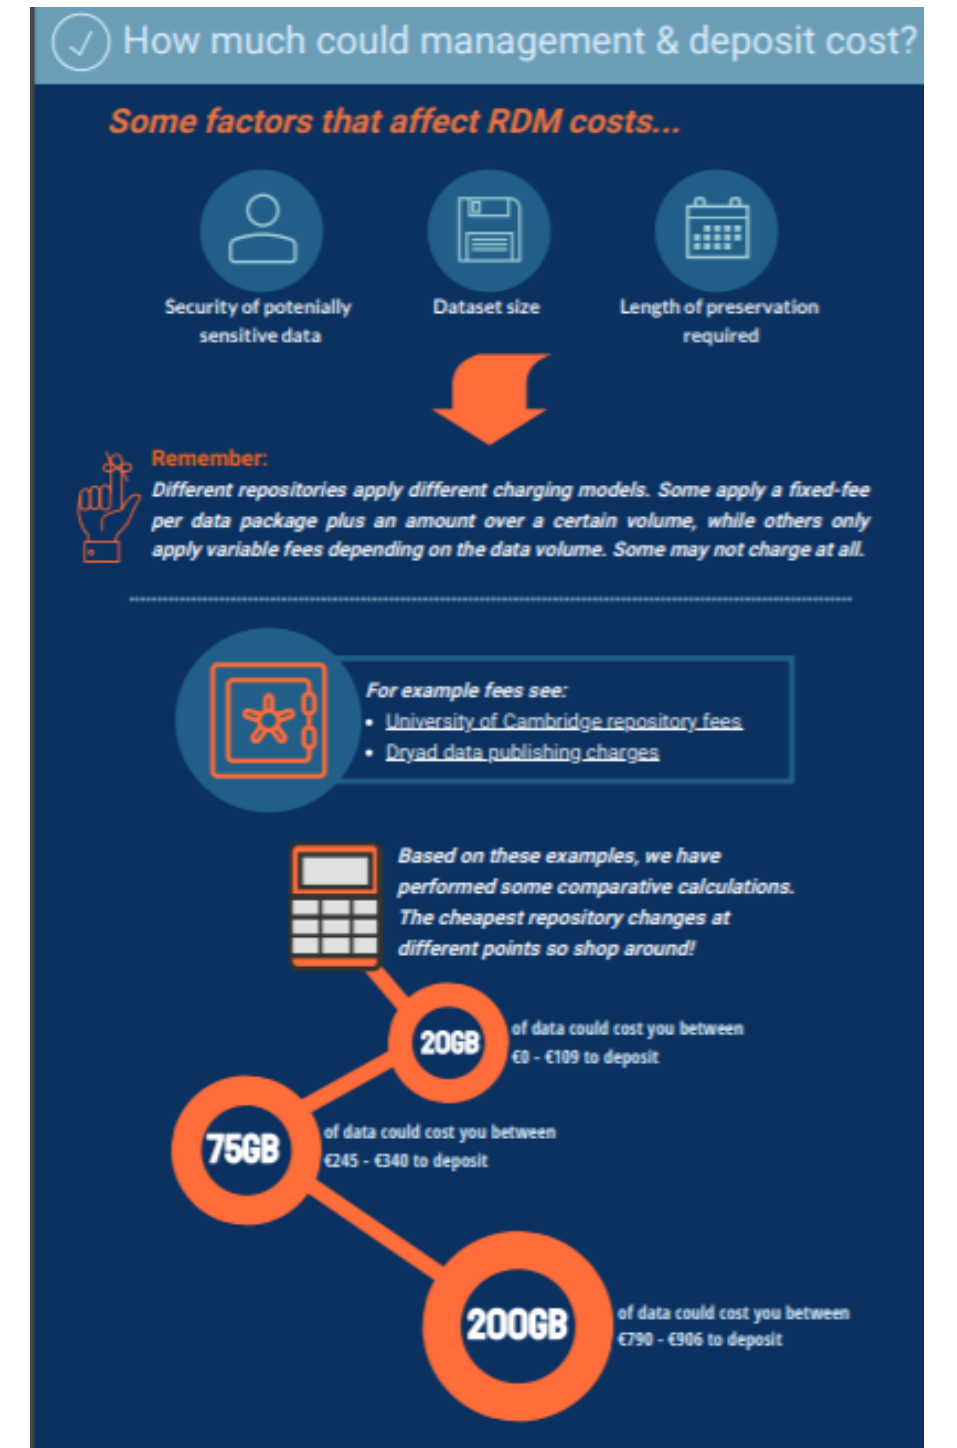 How much could management & deposit cost?
Some factors that affect RDM costs...
Security of potenially
sensitive data
Dataset size
Length of preservation
required
Remember:
Different repositories apply different charging models. Some apply a fixed-fee
per data package plus an amount over a certain volume, while others only
apply variable fees depending on the data volume. Some may not charge at all.
For example fees see:
• University of Cambridge repository fees
• Dryad data publishing charges
Based on these examples, we have
performed some comparative calculations.
The cheapest repository changes at
different points so shop around!
20GB
of data could cost you between
€0 - €109 to deposit
75GB
of data could cost you between
€245 - €340 to deposit
200GB
of data could cost you between
€790 - €906 to deposit